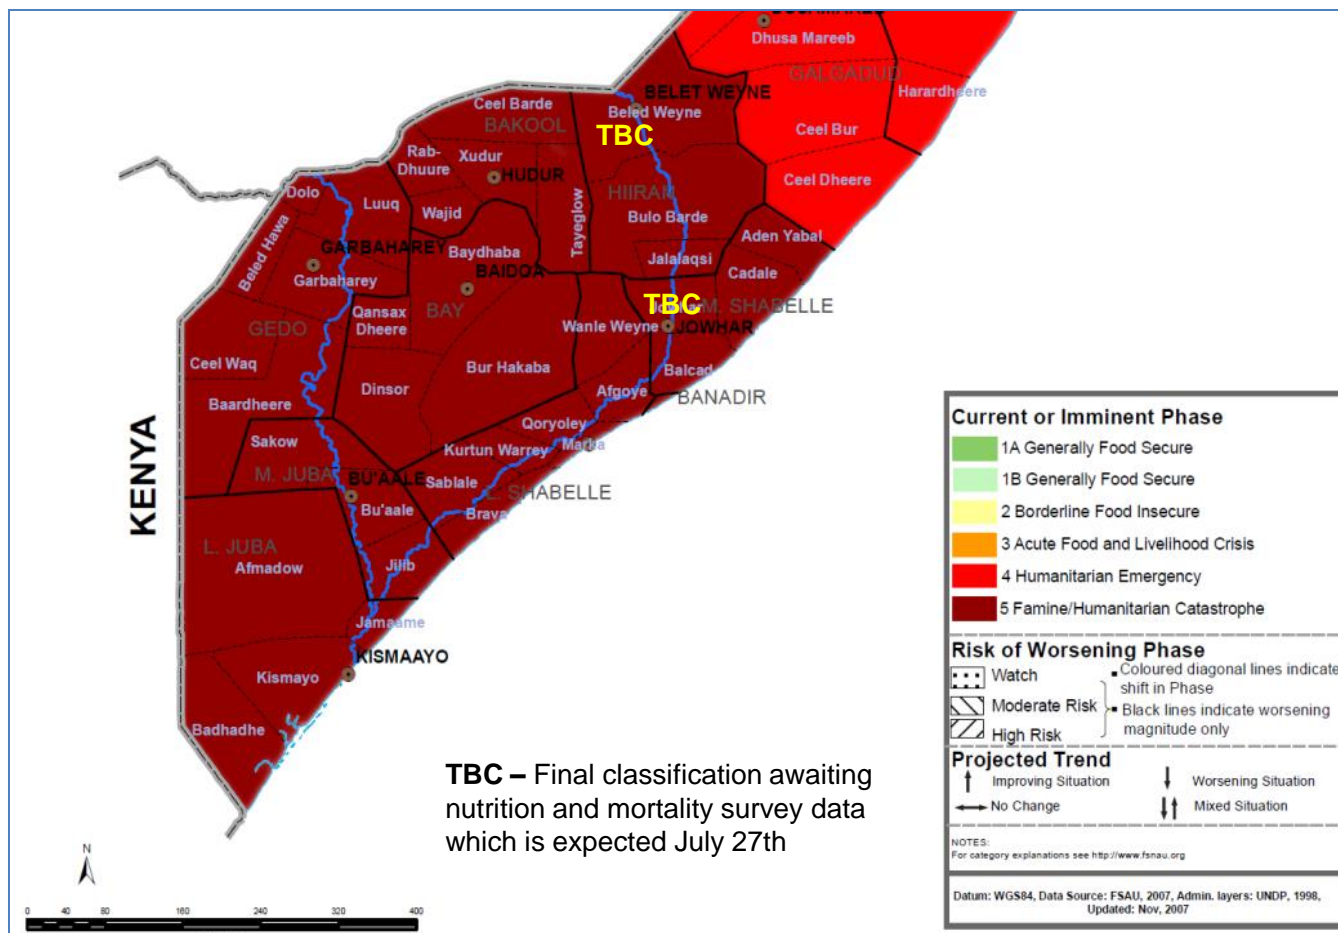 Dhusa Mareeb
GALGADUD
Harardheere
BELET WEYNE
Beled Weyne
Ceel Barde
BAKOOL
TBC
Ceel Bur
Rab-
Dhuure
Xudur
HUDUR
Ceel Dheere
Dolo
Luuq
Wajid
Tayeglow
HIIRAN
Bulo Barde
Beled Hawa
GARBAHAREY
Baydhaba
Aden Yabal
Garbaharey
BAIDOA
Jalalaqsi
Cadale
Qansax
Dheere
BAY
TBC
M. SHABELLE
GEDO
Wanle Weyne
JOWHAR
Ceel Waq
Bur Hakaba
Balcad
Dinsor
Afgoye
BANADIR
Baardheere
Qoryoley
KENYA
Sakow
Kurtun Warrey
Marka
M. JUBA
BU'AALE
Sablale
L. SHABELLE
Bu'aale
Brava
L. JUBA
Afmadow
Jilib
Jamaame
KISMAAYO
Kismayo
Badhadhe
TBC – Final classification awaiting
nutrition and mortality survey data
which is expected July 27th
N
0 40 80 160 240 320 400
Current or Imminent Phase
1A Generally Food Secure
1B Generally Food Secure
2 Borderline Food Insecure
3 Acute Food and Livelihood Crisis
4 Humanitarian Emergency
5 Famine/Humanitarian Catastrophe
Risk of Worsening Phase
Watch
Moderate Risk
High Risk
▪ Coloured diagonal lines indicate
shift in Phase
▪ Black lines indicate worsening
magnitude only
Projected Trend
Improving Situation
Worsening Situation
No Change
Mixed Situation
NOTES:
For category explanations see http://www.fsnau.org
Datum: WGS84, Data Source: FSAU, 2007, Admin. layers: UNDP, 1998,
Updated: Nov, 2007